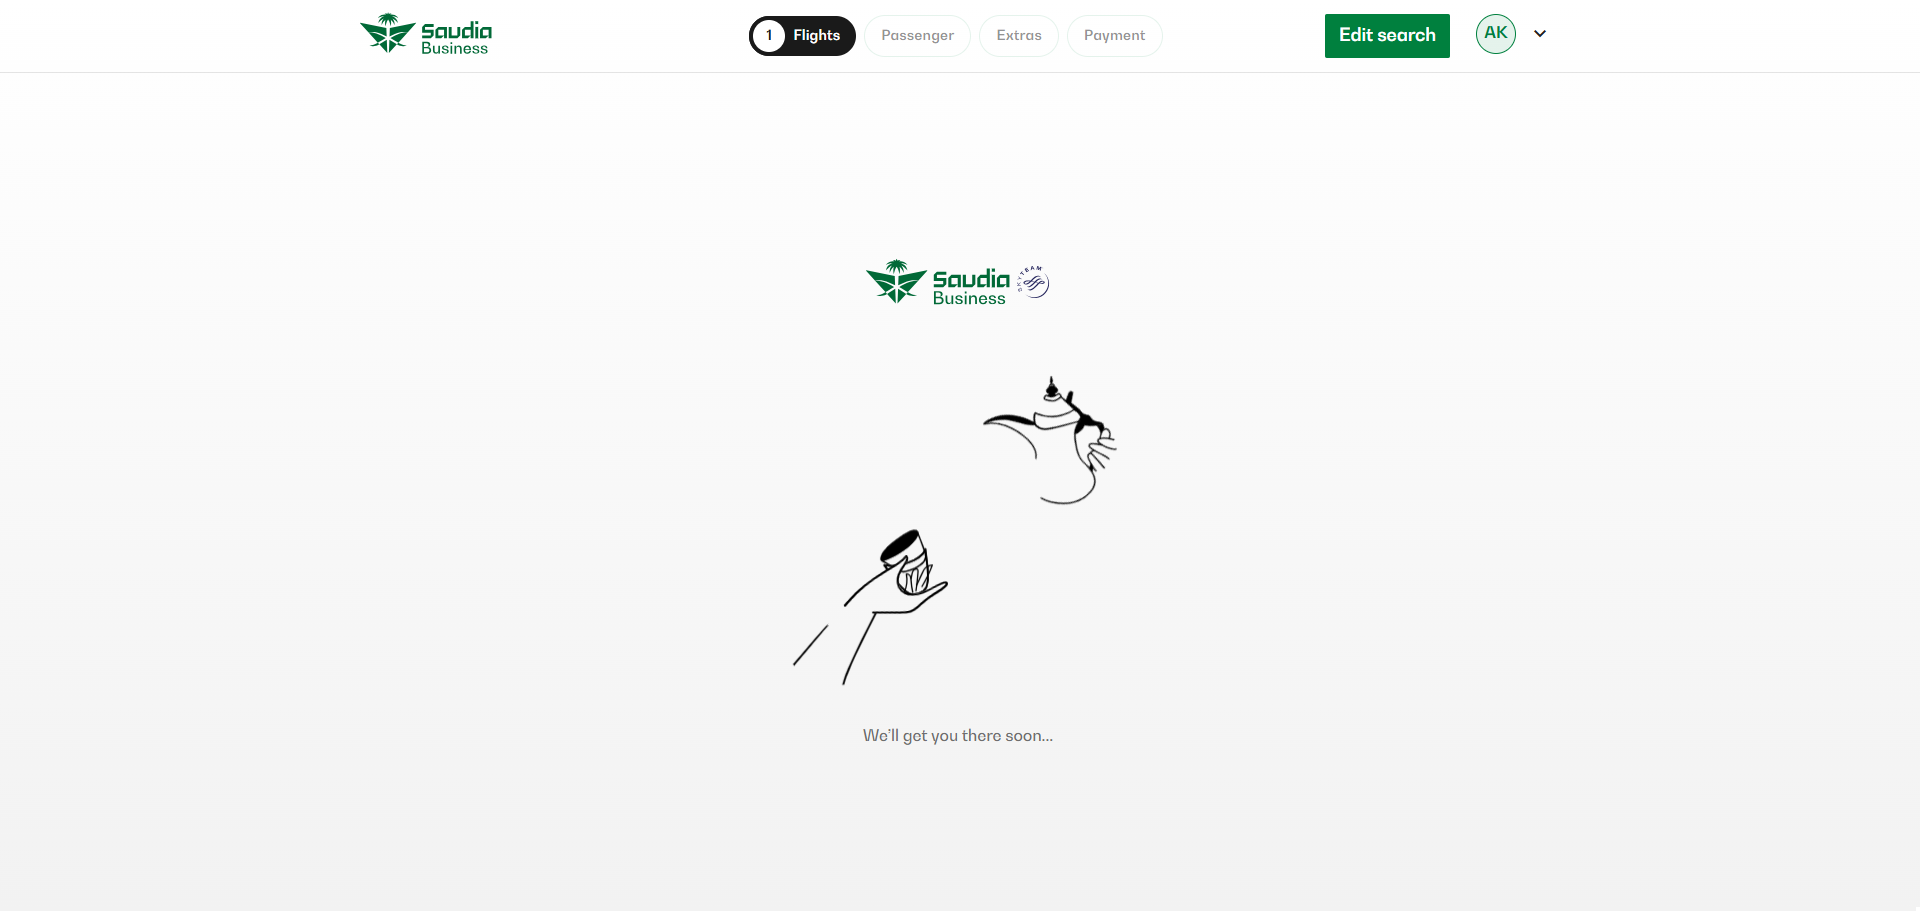 Saudia
Business
1 Flights
Passenger
Extras
Payment
Edit search
AK
Saudia
Business
SKYTEAM
We'll get you there soon...